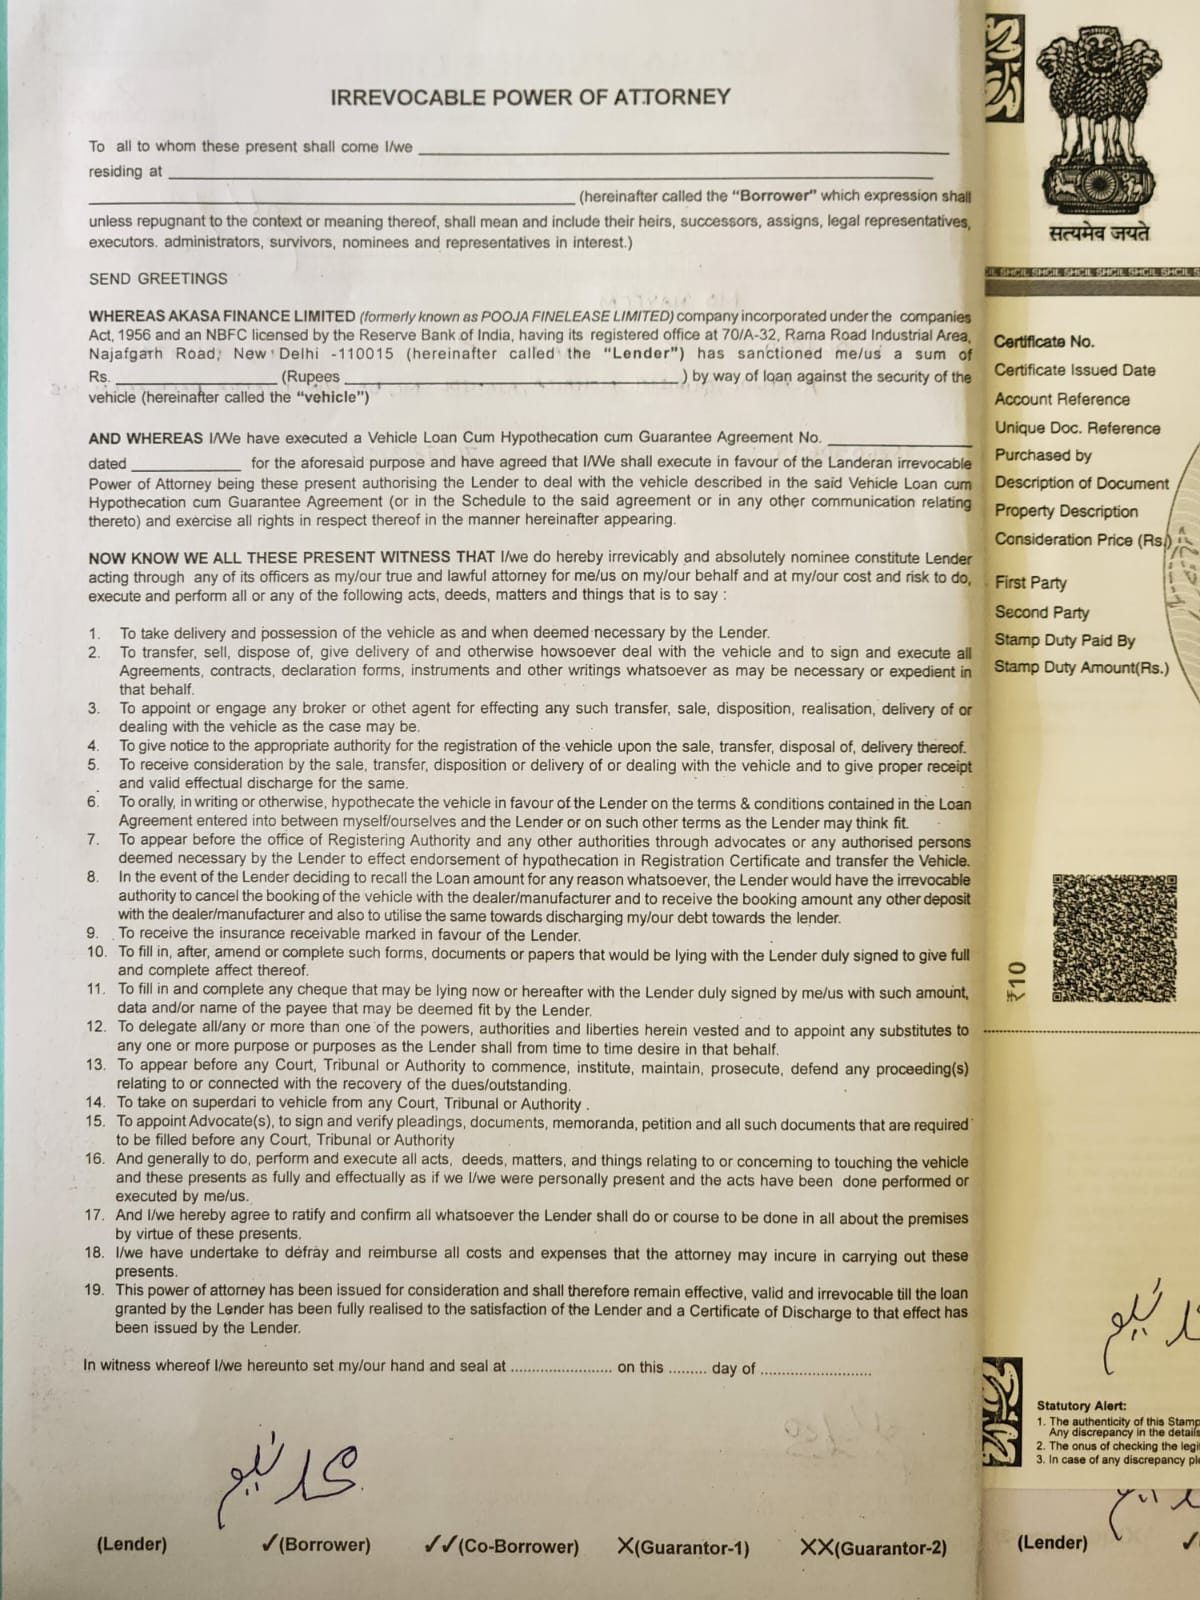 IRREVOCABLE POWER OF ATTORNEY
To all to whom these present shall come I/we
residing at
(hereinafter called the “Borrower” which expression shall
unless repugnant to the context or meaning thereof, shall mean and include their heirs, successors, assigns, legal representatives,
executors. administrators, survivors, nominees and representatives in interest.)
SEND GREETINGS
WHEREAS AKASA FINANCE LIMITED (formerly known as POOJA FINELEASE LIMITED) company incorporated under the companies
Act, 1956 and an NBFC licensed by the Reserve Bank of India, having its registered office at 70/A-32, Rama Road Industrial Area,
Najafgarh Road, New Delhi -110015 (hereinafter called the “Lender”) has sanctioned me/us a sum of
Rs. (Rupees ) by way of loan against the security of the
vehicle (hereinafter called the “vehicle”)
AND WHEREAS I/We have executed a Vehicle Loan Cum Hypothecation cum Guarantee Agreement No.
dated for the aforesaid purpose and have agreed that I/We shall execute in favour of the Landeran irrevocable
Power of Attorney being these present authorising the Lender to deal with the vehicle described in the said Vehicle Loan cum
Hypothecation cum Guarantee Agreement (or in the Schedule to the said agreement or in any other communication relating
thereto) and exercise all rights in respect thereof in the manner hereinafter appearing.
NOW KNOW WE ALL THESE PRESENT WITNESS THAT I/we do hereby irrevicably and absolutely nominee constitute Lender
acting through any of its officers as my/our true and lawful attorney for me/us on my/our behalf and at my/our cost and risk to do,
execute and perform all or any of the following acts, deeds, matters and things that is to say :
1. To take delivery and possession of the vehicle as and when deemed necessary by the Lender.
2. To transfer, sell, dispose of, give delivery of and otherwise howsoever deal with the vehicle and to sign and execute all
Agreements, contracts, declaration forms, instruments and other writings whatsoever as may be necessary or expedient in
that behalf.
3. To appoint or engage any broker or othet agent for effecting any such transfer, sale, disposition, realisation, delivery of or
dealing with the vehicle as the case may be.
4. To give notice to the appropriate authority for the registration of the vehicle upon the sale, transfer, disposal of, delivery thereof.
5. To receive consideration by the sale, transfer, disposition or delivery of or dealing with the vehicle and to give proper receipt
and valid effectual discharge for the same.
6. To orally, in writing or otherwise, hypothecate the vehicle in favour of the Lender on the terms & conditions contained in the Loan
Agreement entered into between myself/ourselves and the Lender or on such other terms as the Lender may think fit.
7. To appear before the office of Registering Authority and any other authorities through advocates or any authorised persons
deemed necessary by the Lender to effect endorsement of hypothecation in Registration Certificate and transfer the Vehicle.
8. In the event of the Lender deciding to recall the Loan amount for any reason whatsoever, the Lender would have the irrevocable
authority to cancel the booking of the vehicle with the dealer/manufacturer and to receive the booking amount any other deposit
with the dealer/manufacturer and also to utilise the same towards discharging my/our debt towards the lender.
9. To receive the insurance receivable marked in favour of the Lender.
10. To fill in, after, amend or complete such forms, documents or papers that would be lying with the Lender duly signed to give full
and complete affect thereof.
11. To fill in and complete any cheque that may be lying now or hereafter with the Lender duly signed by me/us with such amount,
data and/or name of the payee that may be deemed fit by the Lender.
12. To delegate all/any or more than one of the powers, authorities and liberties herein vested and to appoint any substitutes to
any one or more purpose or purposes as the Lender shall from time to time desire in that behalf.
13. To appear before any Court, Tribunal or Authority to commence, institute, maintain, prosecute, defend any proceeding(s)
relating to or connected with the recovery of the dues/outstanding.
14. To take on superdari to vehicle from any Court, Tribunal or Authority .
15. To appoint Advocate(s), to sign and verify pleadings, documents, memoranda, petition and all such documents that are required
to be filled before any Court, Tribunal or Authority
16. And generally to do, perform and execute all acts, deeds, matters, and things relating to or concerning to touching the vehicle
and these presents as fully and effectually as if we I/we were personally present and the acts have been done performed or
executed by me/us.
17. And I/we hereby agree to ratify and confirm all whatsoever the Lender shall do or course to be done in all about the premises
by virtue of these presents.
18. I/we have undertake to defray and reimburse all costs and expenses that the attorney may incure in carrying out these
presents.
19. This power of attorney has been issued for consideration and shall therefore remain effective, valid and irrevocable till the loan
granted by the Lender has been fully realised to the satisfaction of the Lender and a Certificate of Discharge to that effect has
been issued by the Lender.
In witness whereof I/we hereunto set my/our hand and seal at ........................ on this ......... day of ..........................
(Lender) ✓(Borrower) ✓✓(Co-Borrower) X(Guarantor-1) XX(Guarantor-2)
सत्यमेव जयते
SHCIL SHCIL SHCIL SHCIL SHCIL
Certificate No.
Certificate Issued Date
Account Reference
Unique Doc. Reference
Purchased by
Description of Document
Property Description
Consideration Price (Rs.)
First Party
Second Party
Stamp Duty Paid By
Stamp Duty Amount(Rs.)
₹10
Statutory Alert:
1. The authenticity of this Stamp
Any discrepancy in the details
2. The onus of checking the
3. In case of any discrepancy
(Lender) ✓